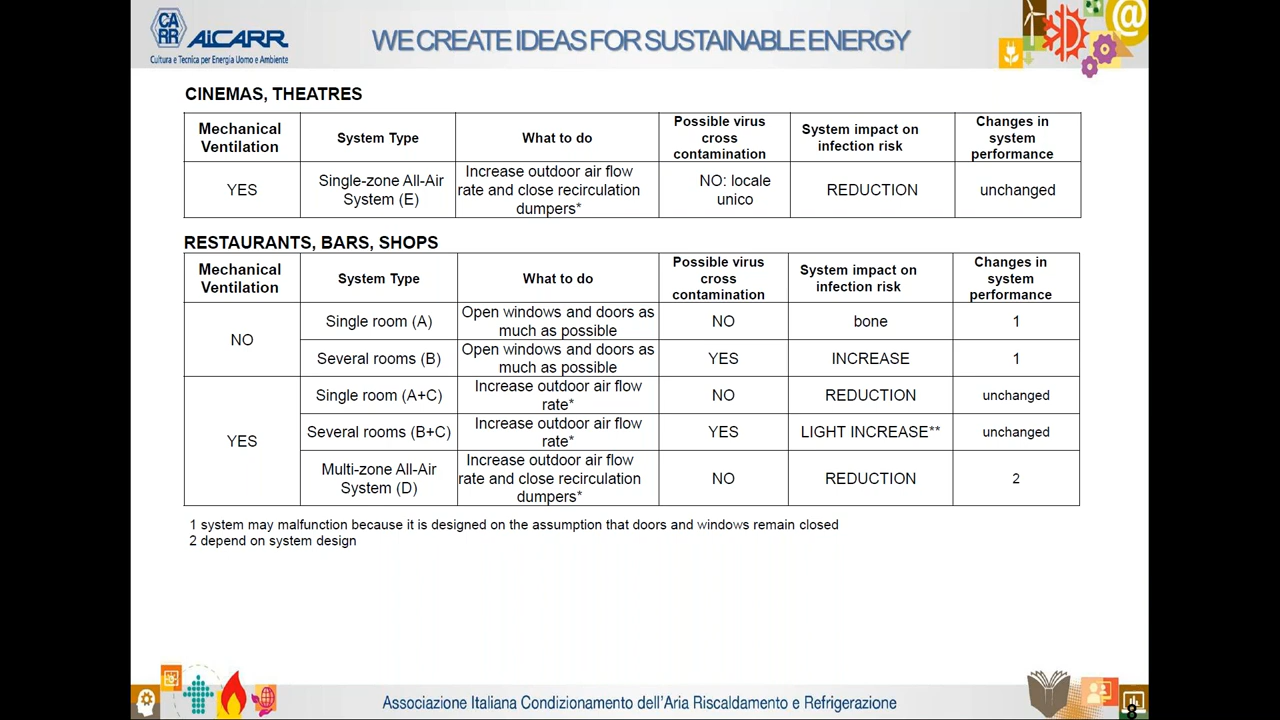 CARR AiCARR
Cultura e Tecnica per Energia Uomo e Ambiente
WE CREATE IDEAS FOR SUSTAINABLE ENERGY
@
CINEMAS, THEATRES
Mechanical Ventilation
System Type
What to do
Possible virus cross contamination
System impact on infection risk
Changes in system performance
YES
Single-zone All-Air System (E)
Increase outdoor air flow rate and close recirculation dumpers*
NO: locale unico
REDUCTION
unchanged
RESTAURANTS, BARS, SHOPS
Mechanical Ventilation
System Type
What to do
Possible virus cross contamination
System impact on infection risk
Changes in system performance
NO
Single room (A)
Open windows and doors as much as possible
NO
bone
1
Several rooms (B)
Open windows and doors as much as possible
YES
INCREASE
1
YES
Single room (A+C)
Increase outdoor air flow rate*
NO
REDUCTION
unchanged
Several rooms (B+C)
Increase outdoor air flow rate*
YES
LIGHT INCREASE**
unchanged
Multi-zone All-Air System (D)
Increase outdoor air flow rate and close recirculation dumpers*
NO
REDUCTION
2
1 system may malfunction because it is designed on the assumption that doors and windows remain closed
2 depend on system design
Associazione Italiana Condizionamento dell'Aria Riscaldamento e Refrigerazione
8